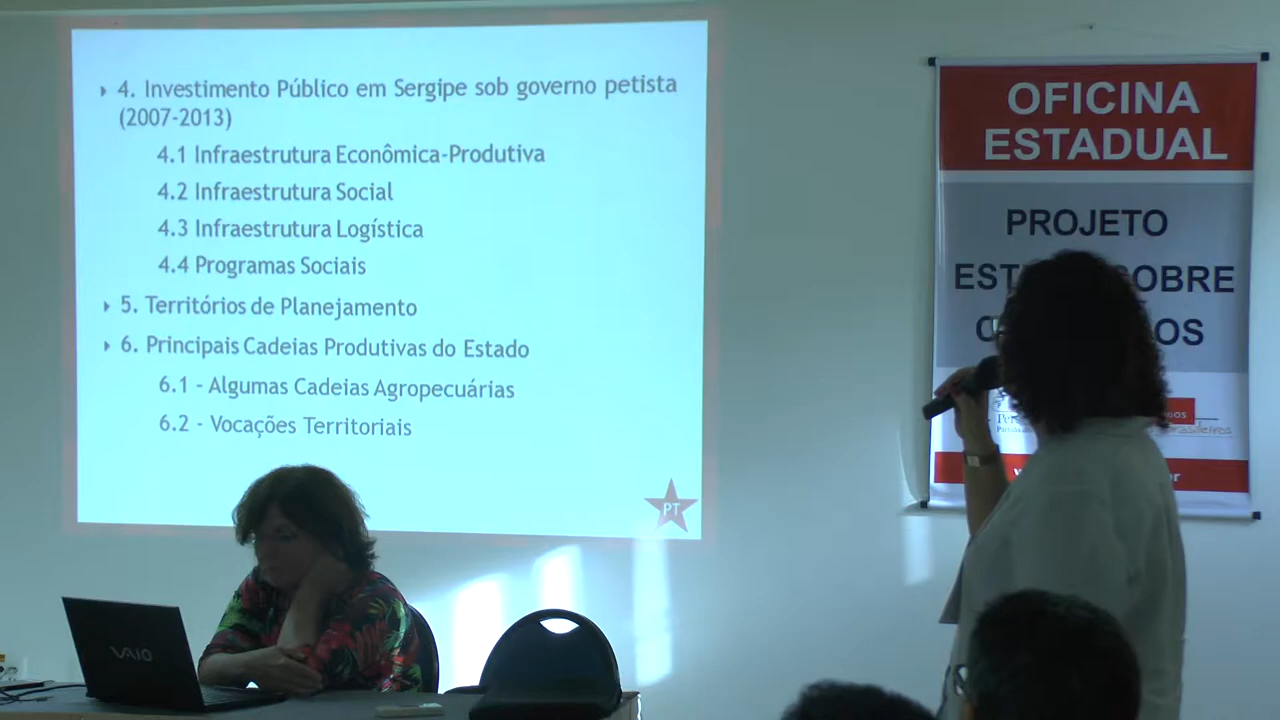 4. Investimento Público em Sergipe sob governo petista
(2007-2013)
4.1 Infraestrutura Econômica-Produtiva
4.2 Infraestrutura Social
4.3 Infraestrutura Logística
4.4 Programas Sociais
5. Territórios de Planejamento
6. Principais Cadeias Produtivas do Estado
6.1 - Algumas Cadeias Agropecuárias
6.2 - Vocações Territoriais
PT
VAIO
OFICINA
ESTADUAL
PROJETO